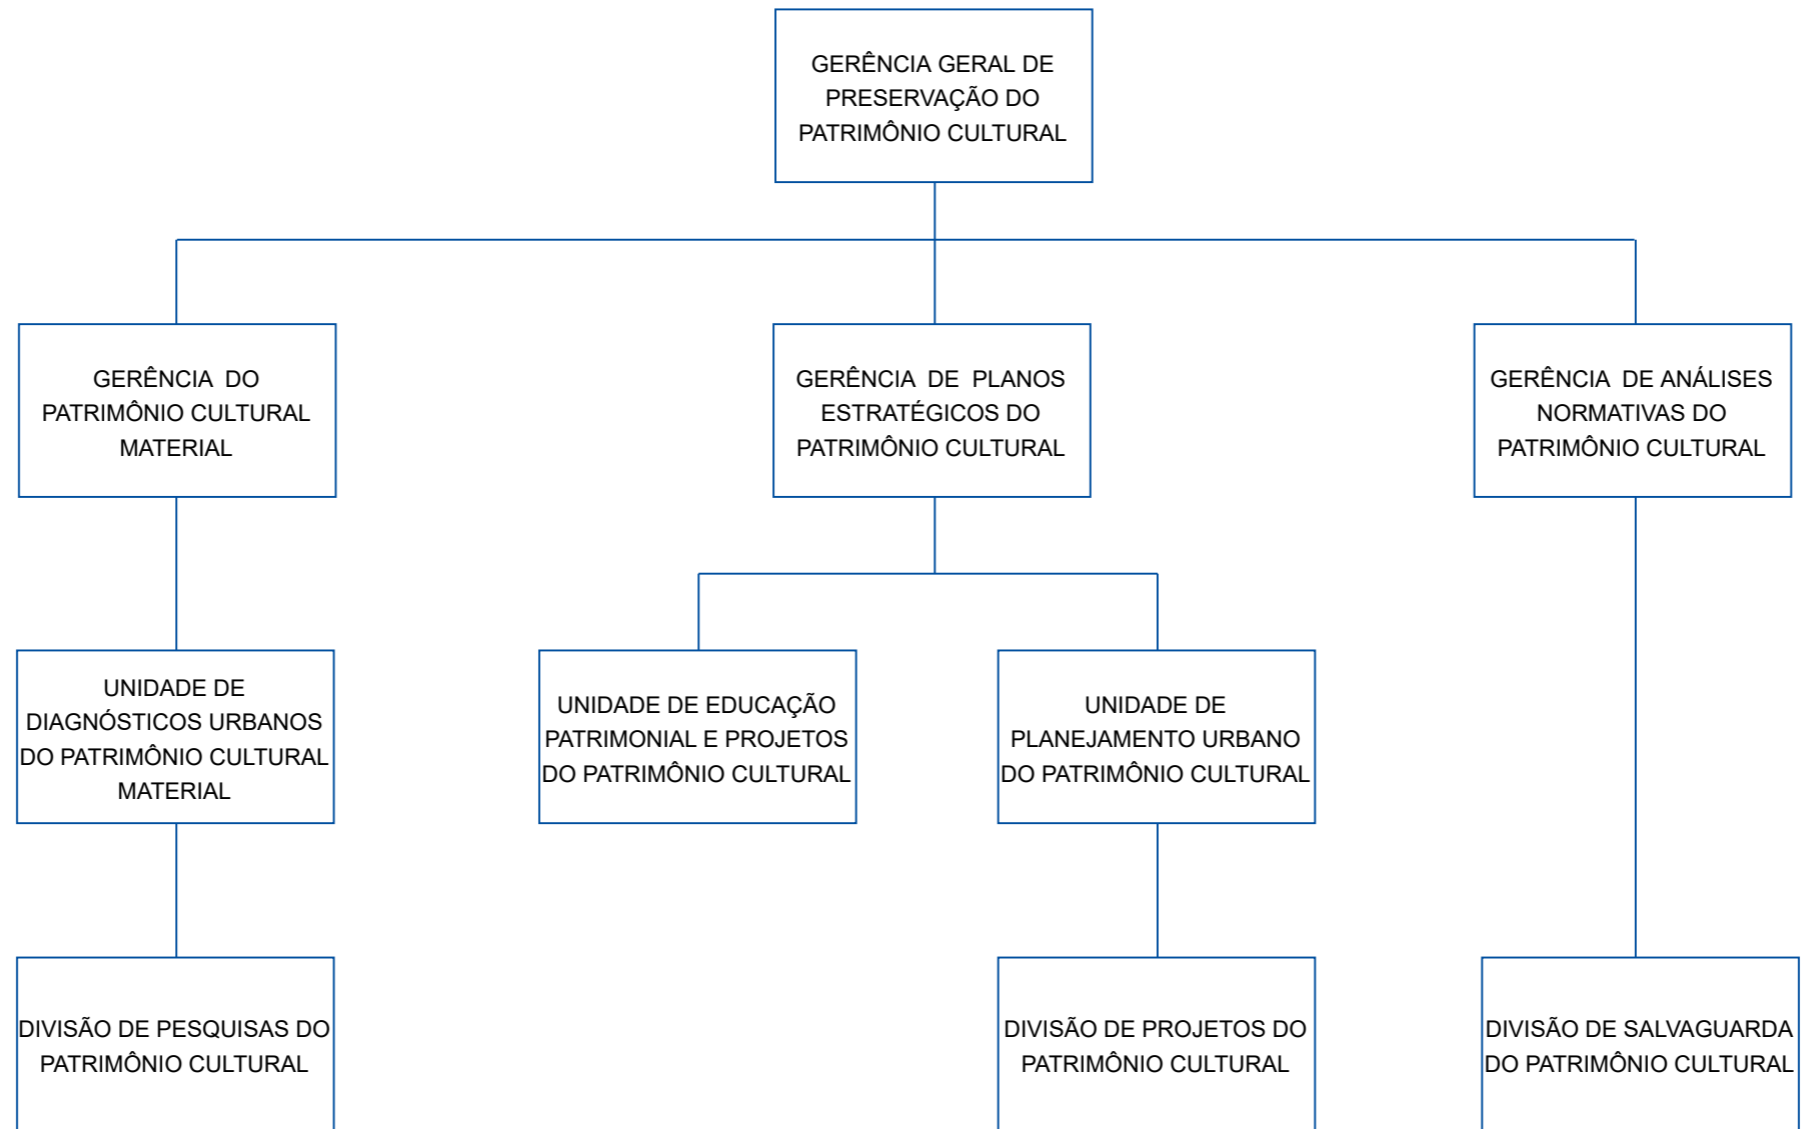 GERÊNCIA GERAL DE
PRESERVAÇÃO DO
PATRIMÔNIO CULTURAL
GERÊNCIA DO
PATRIMÔNIO CULTURAL
MATERIAL
GERÊNCIA DE PLANOS
ESTRATÉGICOS DO
PATRIMÔNIO CULTURAL
GERÊNCIA DE ANÁLISES
NORMATIVAS DO
PATRIMÔNIO CULTURAL
UNIDADE DE
DIAGNÓSTICOS URBANOS
DO PATRIMÔNIO CULTURAL
MATERIAL
UNIDADE DE EDUCAÇÃO
PATRIMONIAL E PROJETOS
DO PATRIMÔNIO CULTURAL
UNIDADE DE
PLANEJAMENTO URBANO
DO PATRIMÔNIO CULTURAL
DIVISÃO DE PESQUISAS DO
PATRIMÔNIO CULTURAL
DIVISÃO DE PROJETOS DO
PATRIMÔNIO CULTURAL
DIVISÃO DE SALVAGUARDA
DO PATRIMÔNIO CULTURAL